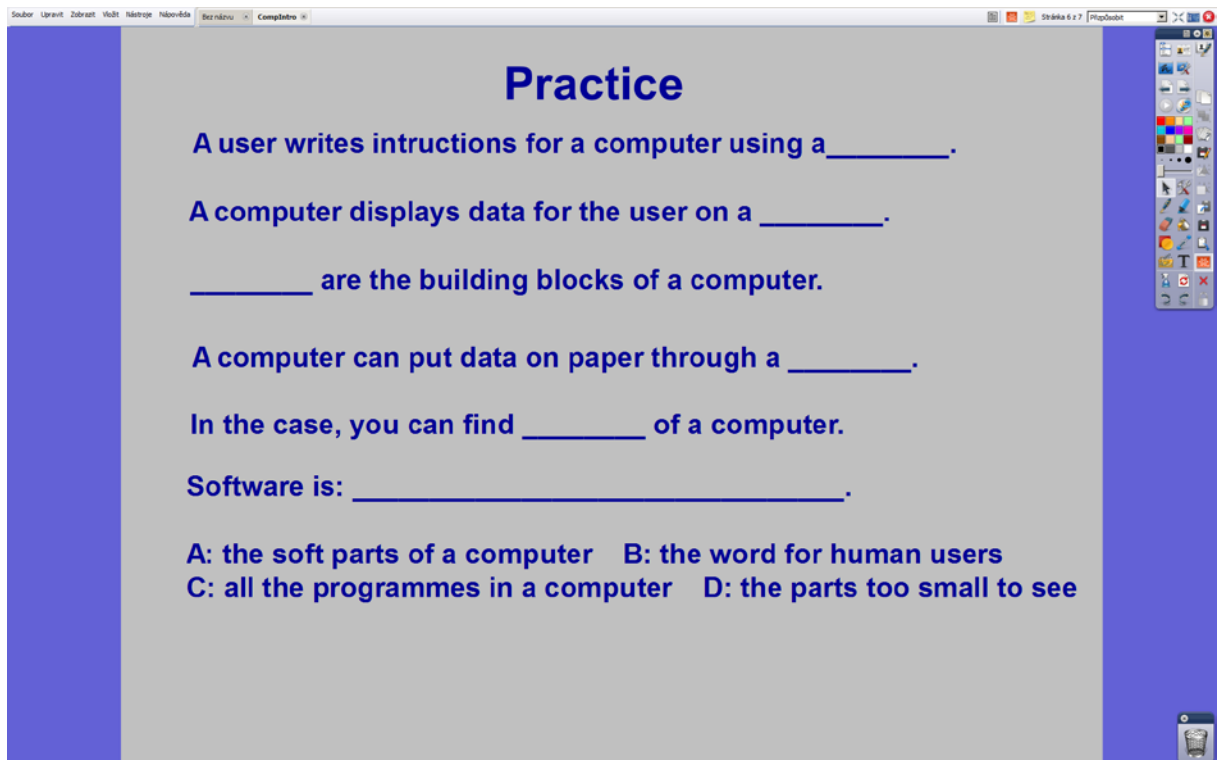 Soubor Upravit Zobrazit Vložit Nástroje Nápověda Bez názvu CompIntro Stránka 6 z 7 Přizpůsobit
Practice
A user writes intructions for a computer using a________.
A computer displays data for the user on a ________.
________ are the building blocks of a computer.
A computer can put data on paper through a ________.
In the case, you can find ________ of a computer.
Software is: ________________________________.
A: the soft parts of a computer B: the word for human users
C: all the programmes in a computer D: the parts too small to see